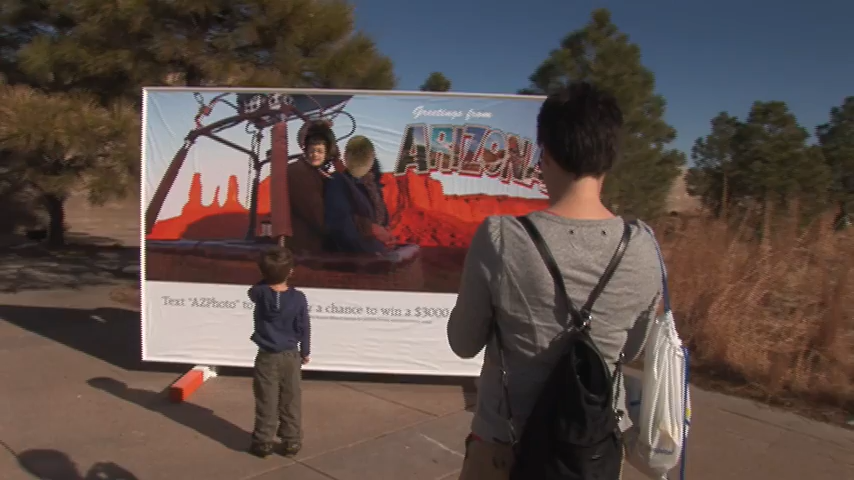 Greetings from
ARIZONA
Text "AZPhoto" to a chance to win a $3000